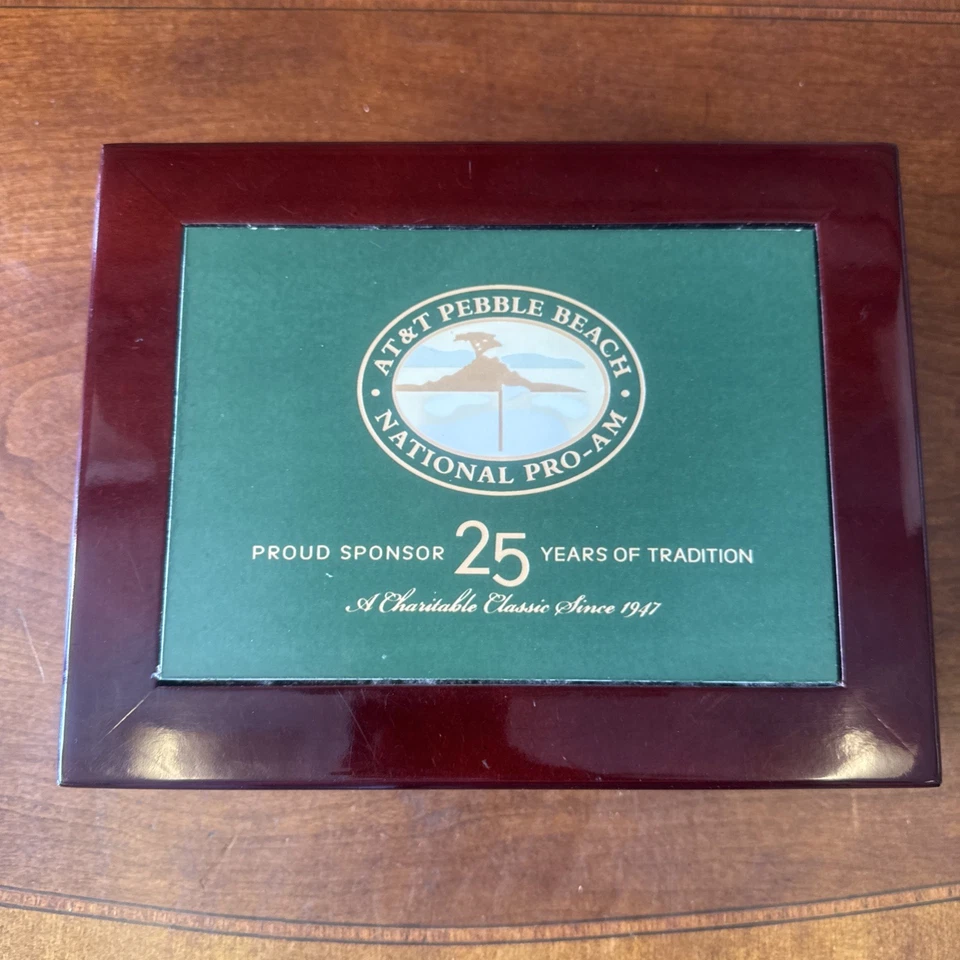 AT&T PEBBLE BEACH
• NATIONAL PRO-AM •
PROUD SPONSOR 25 YEARS OF TRADITION
A Charitable Classic Since 1947